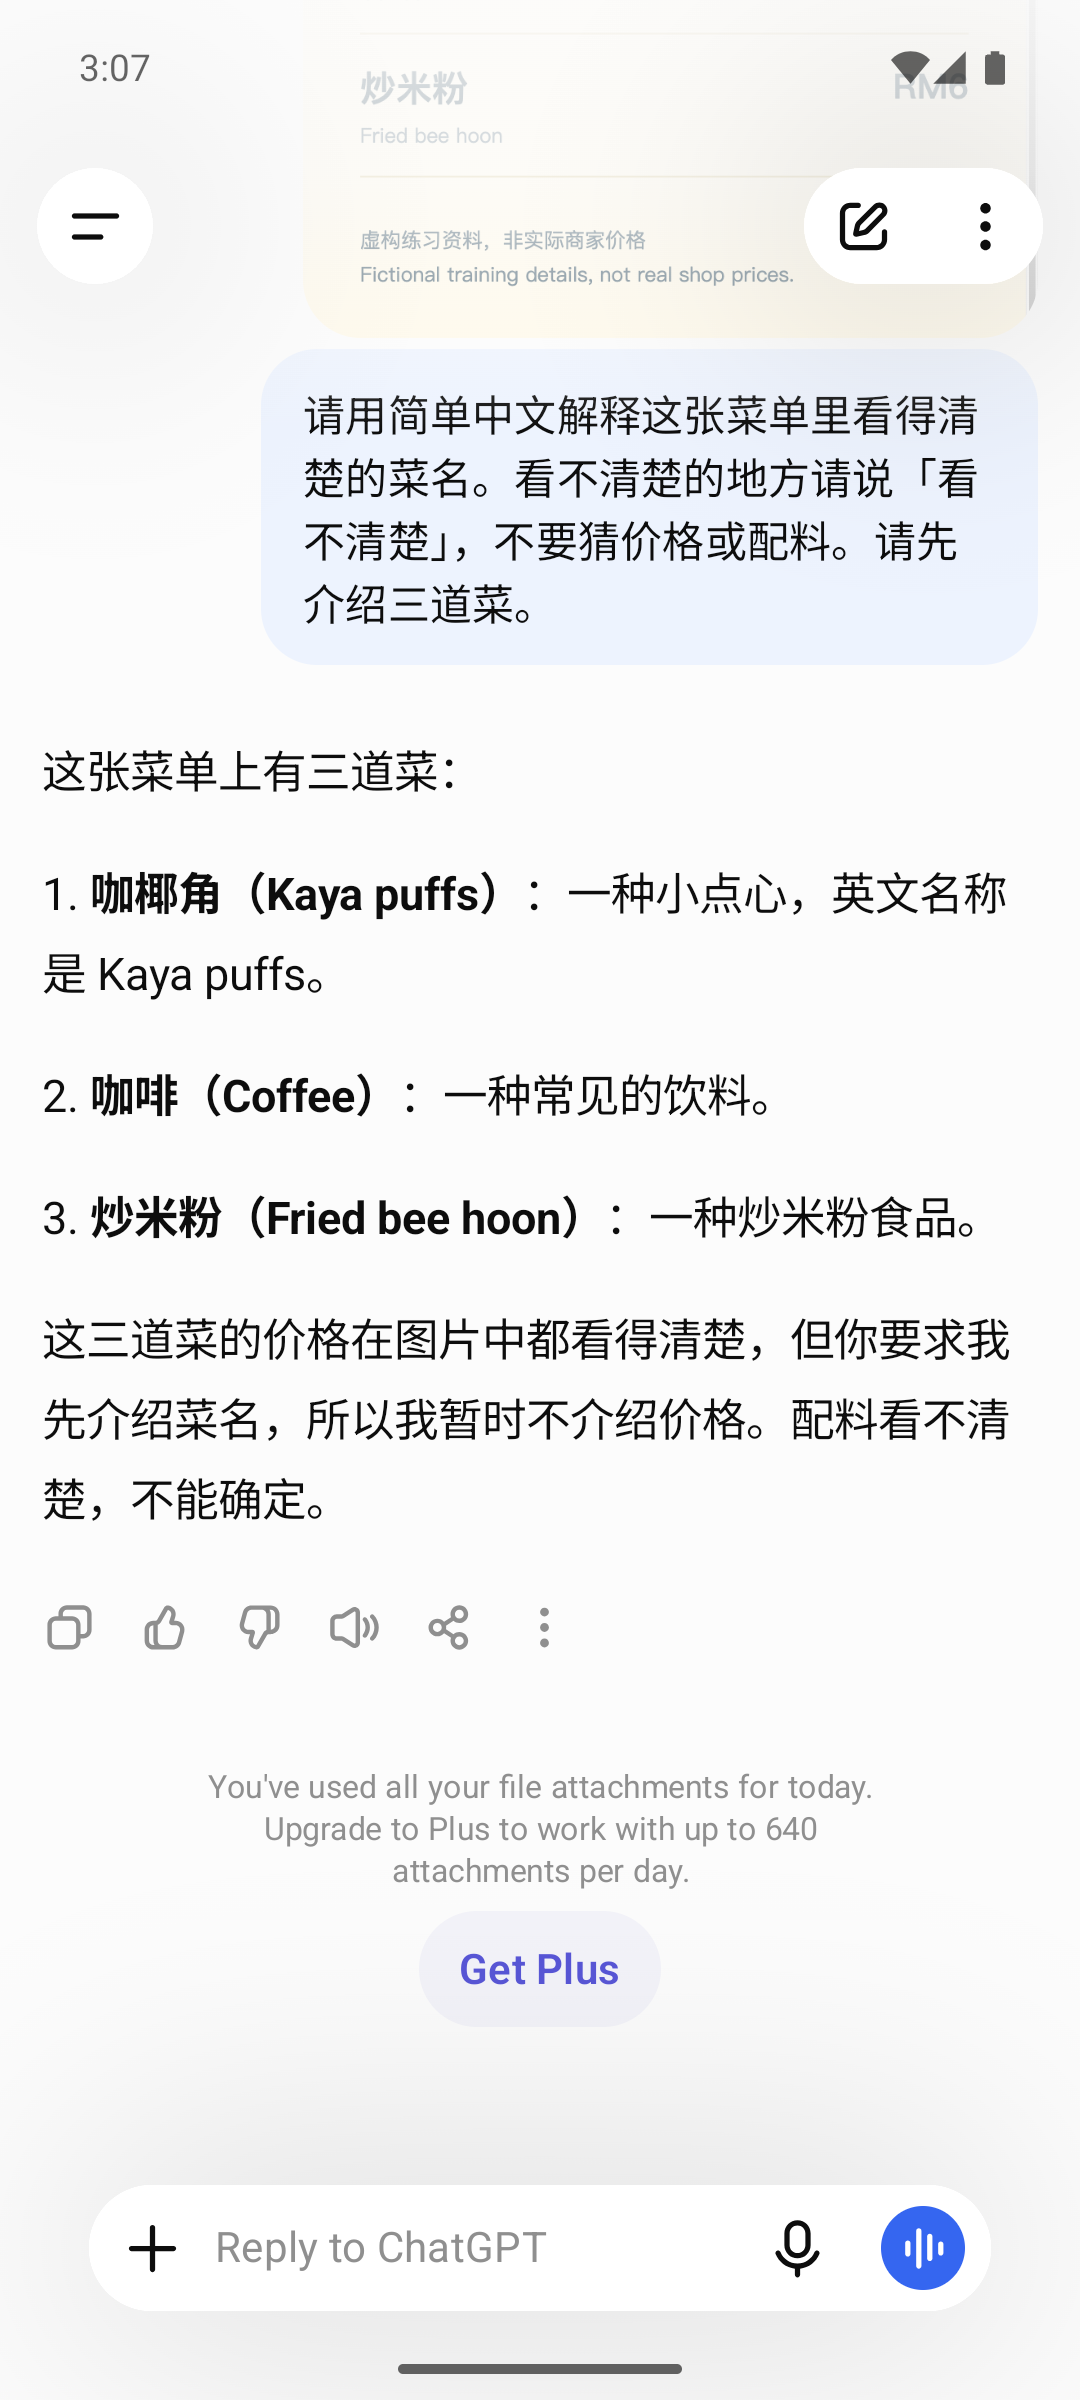 3:07
炒米粉
RM6
Fried bee hoon
虚构练习资料，非实际商家价格
Fictional training details, not real shop prices.
请用简单中文解释这张菜单里看得清
楚的菜名。看不清楚的地方请说「看
不清楚」，不要猜价格或配料。请先
介绍三道菜。
这张菜单上有三道菜：
1. 咖椰角（Kaya puffs）：一种小点心，英文名称
是 Kaya puffs。
2. 咖啡（Coffee）：一种常见的饮料。
3. 炒米粉（Fried bee hoon）：一种炒米粉食品。
这三道菜的价格在图片中都看得清楚，但你要求我
先介绍菜名，所以我暂时不介绍价格。配料看不清
楚，不能确定。
You've used all your file attachments for today.
Upgrade to Plus to work with up to 640
attachments per day.
Get Plus
Reply to ChatGPT